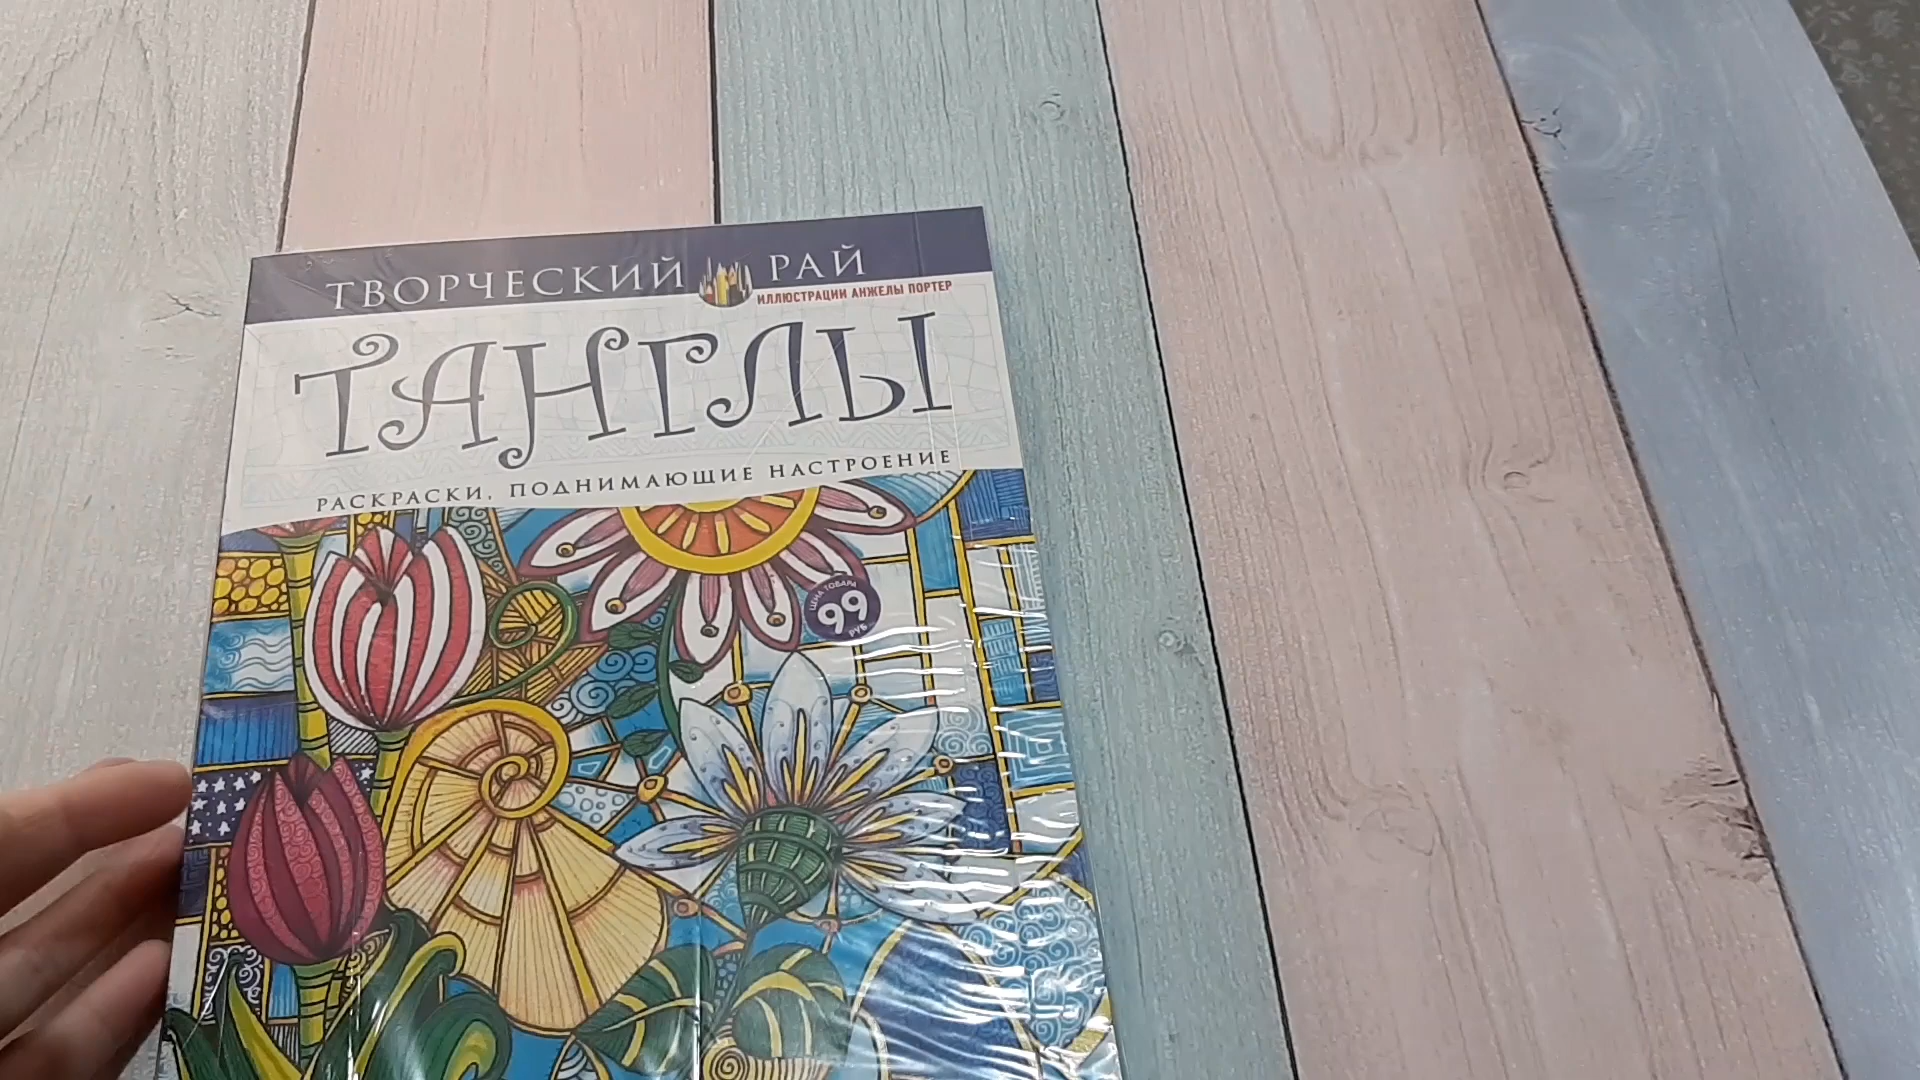 ТВОРЧЕСКИЙ РАЙ
ИЛЛЮСТРАЦИИ АНЖЕЛЫ ПОРТЕР
ТАНГЛЫ
РАСКРАСКИ, ПОДНИМАЮЩИЕ НАСТРОЕНИЕ
ЦЕНА ТОВАРА
99
РУБ